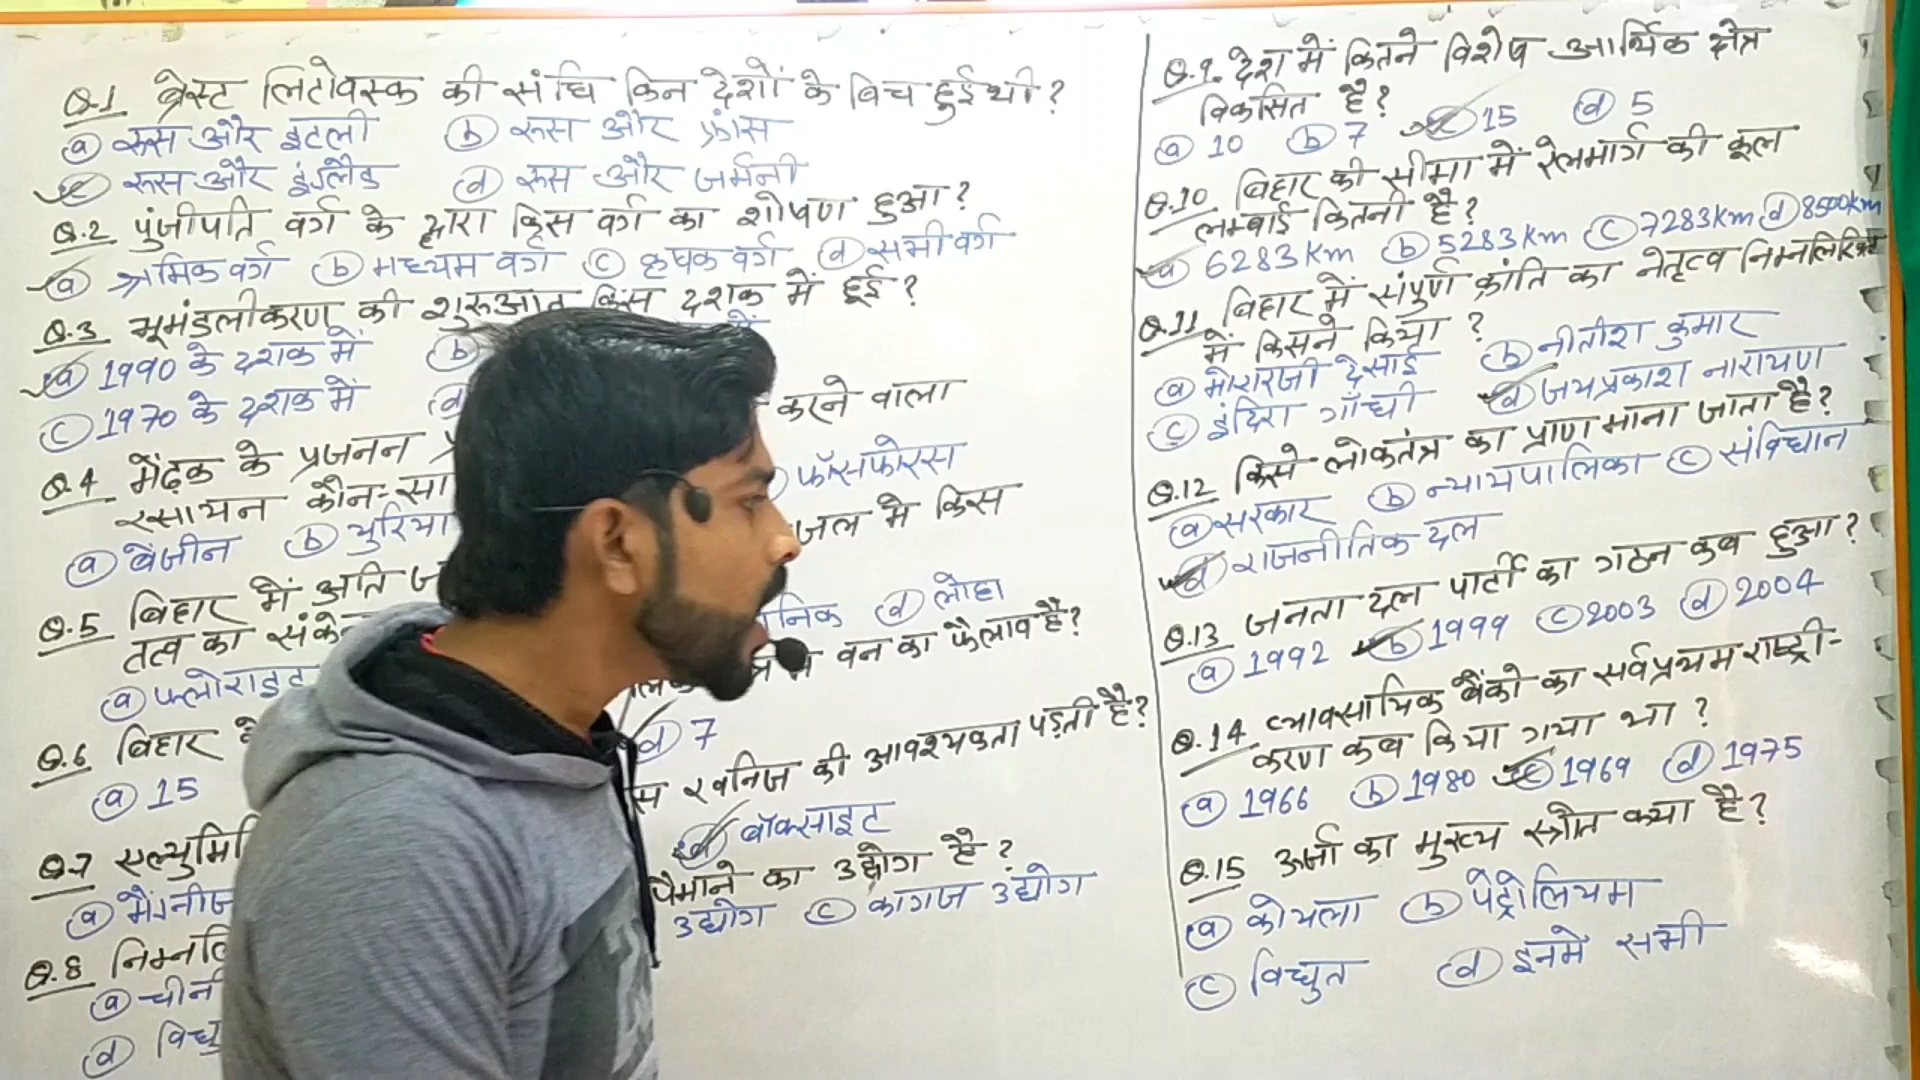 Q.1 ब्रेस्ट लिटोवस्क की संधि किन देशों के बिच हुई थी?
(a) रूस और इटली (b) रूस और फ्रांस
(c) रूस और इंग्लैंड (d) रूस और जर्मनी
Q.2 पुंजीपति वर्ग के द्वारा किस वर्ग का शोषण हुआ?
(a) श्रमिक वर्ग (b) मध्यम वर्ग (c) कृषक वर्ग (d) सभी वर्ग
Q.3 भूमंडलीकरण की शुरुआत किस दशक में हुई?
(a) 1990 के दशक में (b)
(c) 1970 के दशक में (d)
Q.4 मेंढ़क के प्रजनन करने वाला
रसायन कौन-सा
(a) बेंजीन (b) युरिया फॉसफोरस
Q.5 बिहार में अति जल मे किस
तत्व का संकेत
(a) फ्लोराइट (d) लोहा
Q.6 बिहार वन का फैलाव है?
(a) 15 (d) 7
Q.7 खनिज की आवश्यकता पड़ती है?
(a) मैंगनीज (d) बॉक्साइट
Q.8 पैमाने का उद्योग है?
(a) उद्योग (c) कागज उद्योग
(d)
Q.9. देश में कितने विशेष आर्थिक क्षेत्र
विकसित है?
(a) 10 (b) 7 (c) 15 (d) 5
Q.10 बिहार की सीमा में रेलमार्ग की कूल
लम्बाई कितनी है?
(a) 6283 Km (b) 5283 Km (c) 7283 Km (d) 8500 Km
Q.11 बिहार में संपुर्ण क्रांति का नेतृत्व निम्नलिखित
में किसने किया?
(a) मोरारजी देसाई (b) नीतीश कुमार
(c) इंदिरा गाँधी (d) जयप्रकाश नारायण
Q.12 किसे लोकतंत्र का प्राण माना जाता है?
(a) सरकार (b) न्यायपालिका (c) संविधान
(d) राजनीतिक दल
Q.13 जनता दल पार्टी का गठन कब हुआ?
(a) 1992 (b) 1999 (c) 2003 (d) 2004
Q.14 व्यावसायिक बैंको का सर्वप्रथम राष्ट्री-
करण कब किया गया था?
(a) 1966 (b) 1980 (c) 1969 (d) 1975
Q.15 ऊर्जा का मुख्य स्त्रौत क्या है?
(a) कोयला (b) पेट्रोलियम
(c) विधुत (d) इनमे सभी